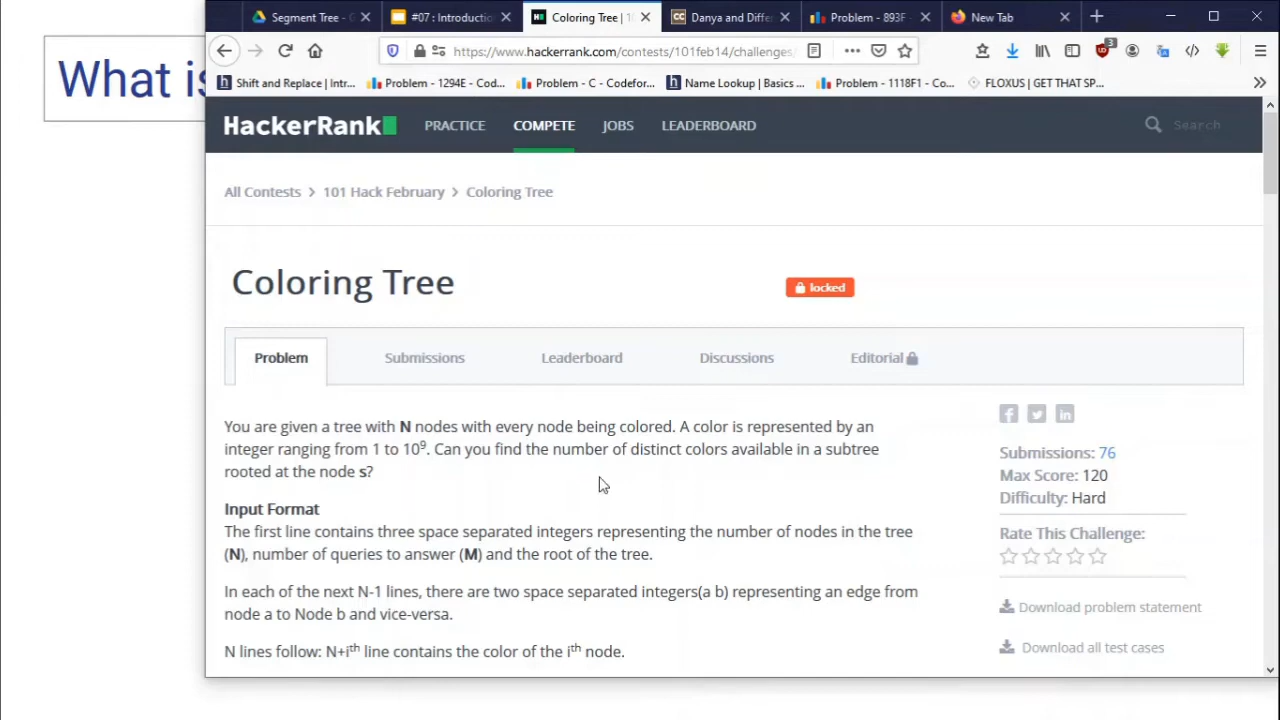 What is
Segment Tree - G
#07 : Introductio
Coloring Tree | 1
Danya and Differ
Problem - 893F
New Tab
https://www.hackerrank.com/contests/101feb14/challenges/
3
Shift and Replace | Intr...
Problem - 1294E - Cod...
Problem - C - Codefor...
Name Lookup | Basics ...
Problem - 1118F1 - Co...
FLOXUS | GET THAT SP...
HackerRank
PRACTICE
COMPETE
JOBS
LEADERBOARD
Search
All Contests > 101 Hack February > Coloring Tree
Coloring Tree
locked
Problem
Submissions
Leaderboard
Discussions
Editorial
You are given a tree with N nodes with every node being colored. A color is represented by an
integer ranging from 1 to 10⁹. Can you find the number of distinct colors available in a subtree
rooted at the node s?
Input Format
The first line contains three space separated integers representing the number of nodes in the tree
(N), number of queries to answer (M) and the root of the tree.
In each of the next N-1 lines, there are two space separated integers(a b) representing an edge from
node a to Node b and vice-versa.
N lines follow: N+iᵗʰ line contains the color of the iᵗʰ node.
Submissions: 76
Max Score: 120
Difficulty: Hard
Rate This Challenge:
Download problem statement
Download all test cases